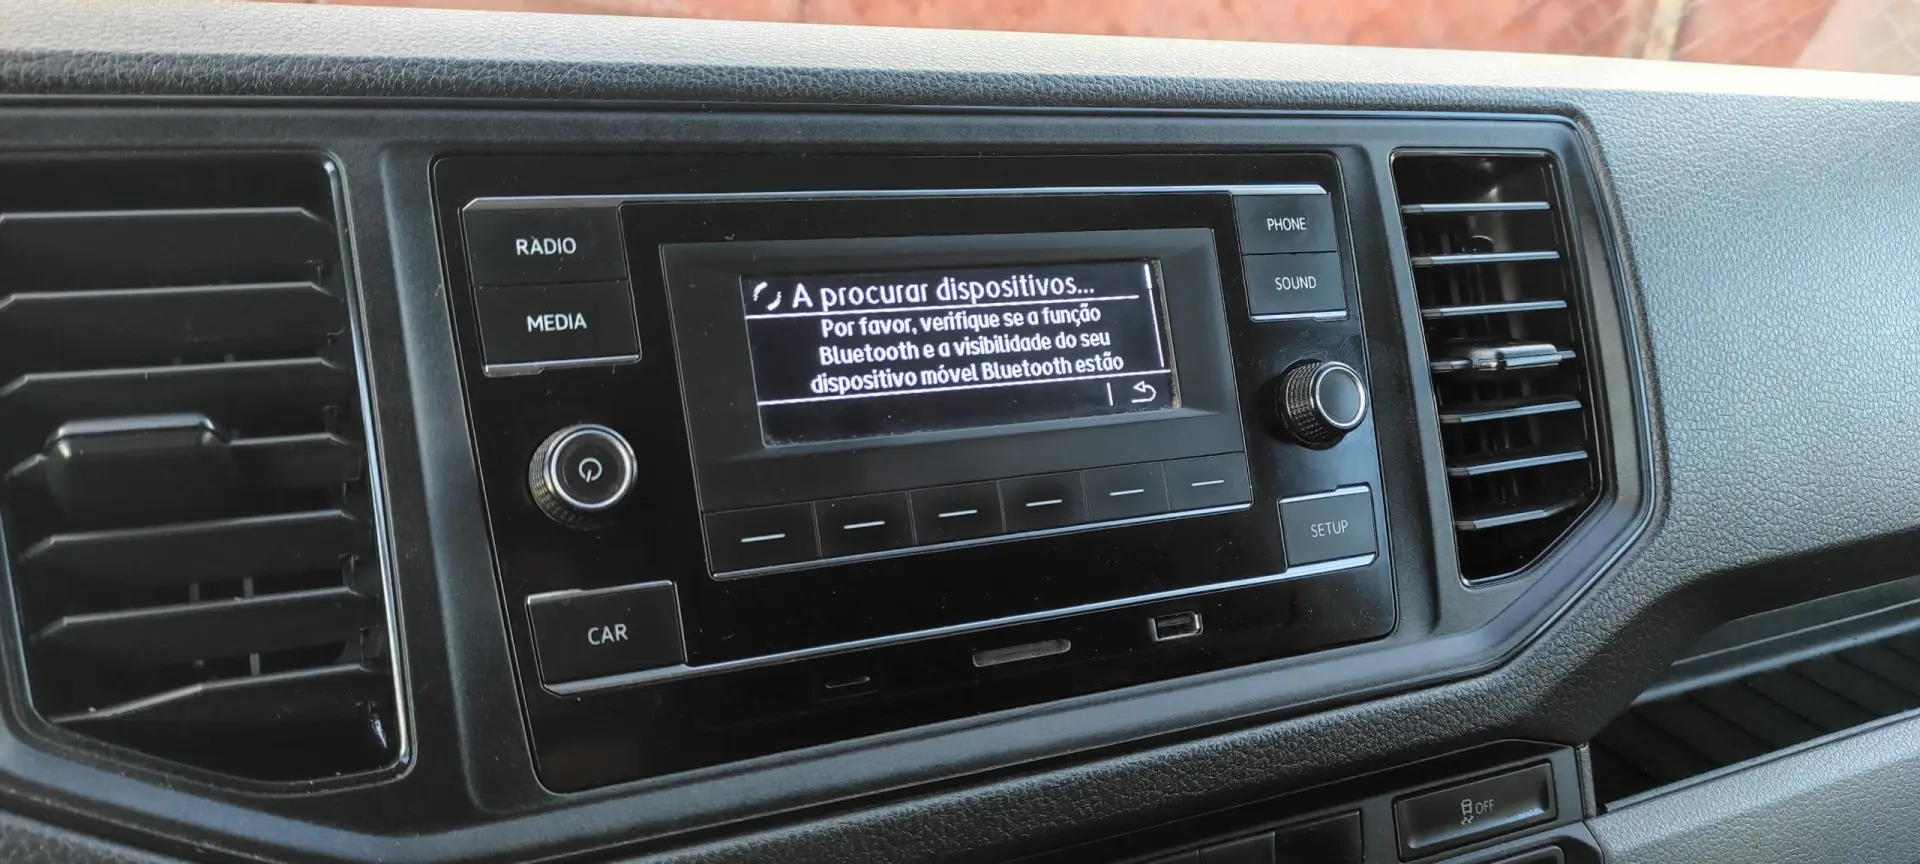 RADIO
MEDIA
A procurar dispositivos...
Por favor, verifique se a função
Bluetooth e a visibilidade do seu
dispositivo móvel Bluetooth estão
PHONE
SOUND
SETUP
CAR
OFF